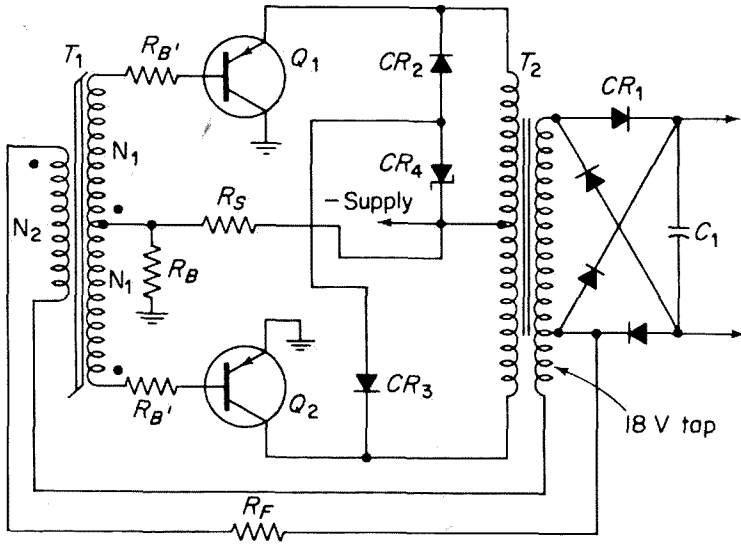 T1
RB'
Q1
CR2
T2
CR1
N1
CR4
RS
– Supply
N2
C1
N1
RB
RB'
Q2
CR3
18 V tap
RF